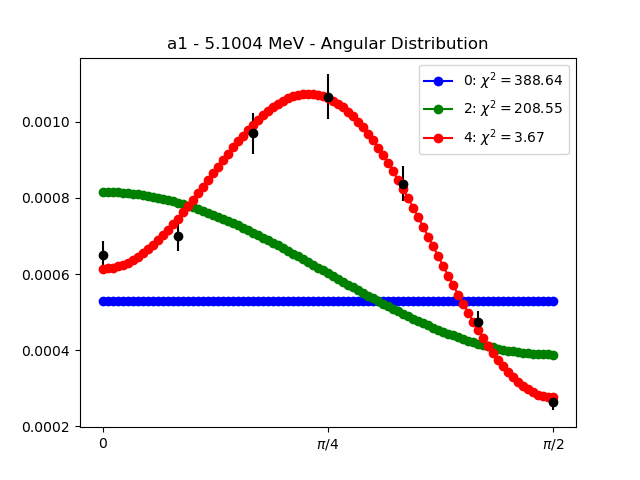 a1 - 5.1004 MeV - Angular Distribution
0: χ² = 388.64
2: χ² = 208.55
4: χ² = 3.67
0.0010
0.0008
0.0006
0.0004
0.0002
0 π/4 π/2